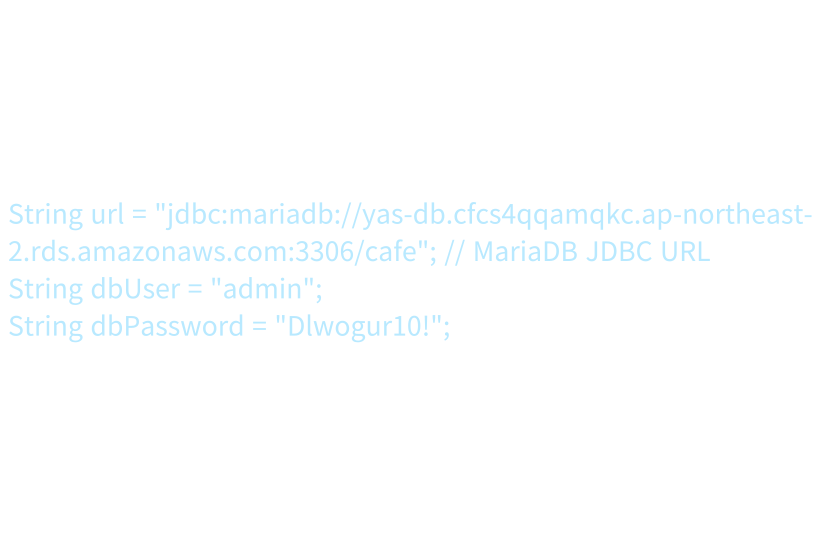 String url = "jdbc:mariadb://yas-db.cfcs4qqamqkc.ap-northeast-
2.rds.amazonaws.com:3306/cafe"; // MariaDB JDBC URL
String dbUser = "admin";
String dbPassword = "Dlwogur10!";